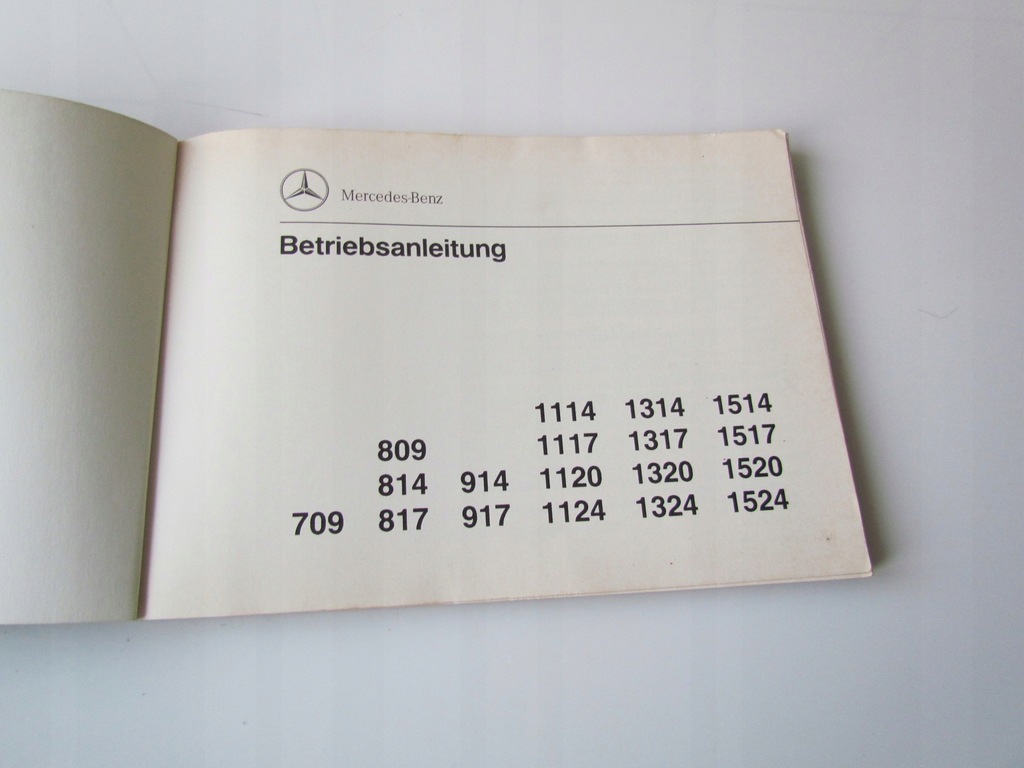 Mercedes-Benz
Betriebsanleitung
1114 1314 1514
809 1117 1317 1517
814 914 1120 1320 1520
709 817 917 1124 1324 1524